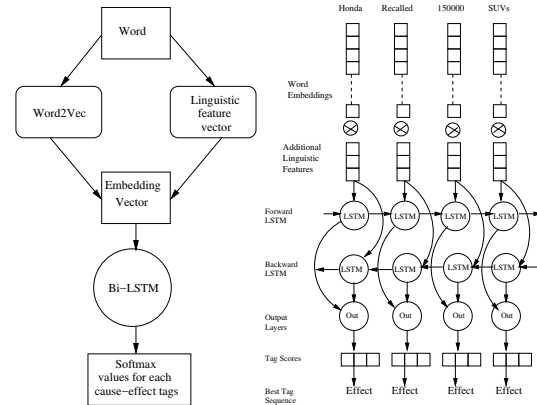 Word
Word2Vec
Linguistic
feature
vector
Embedding
Vector
Bi-LSTM
Softmax
values for each
cause-effect tags
Honda Recalled 150000 SUVs
Word
Embeddings
Additional
Linguistic
Features
Forward
LSTM
LSTM LSTM LSTM LSTM
Backward
LSTM
LSTM LSTM LSTM LSTM
Output
Layers
Out Out Out Out
Tag Scores
Best Tag
Sequence
Effect Effect Effect Effect